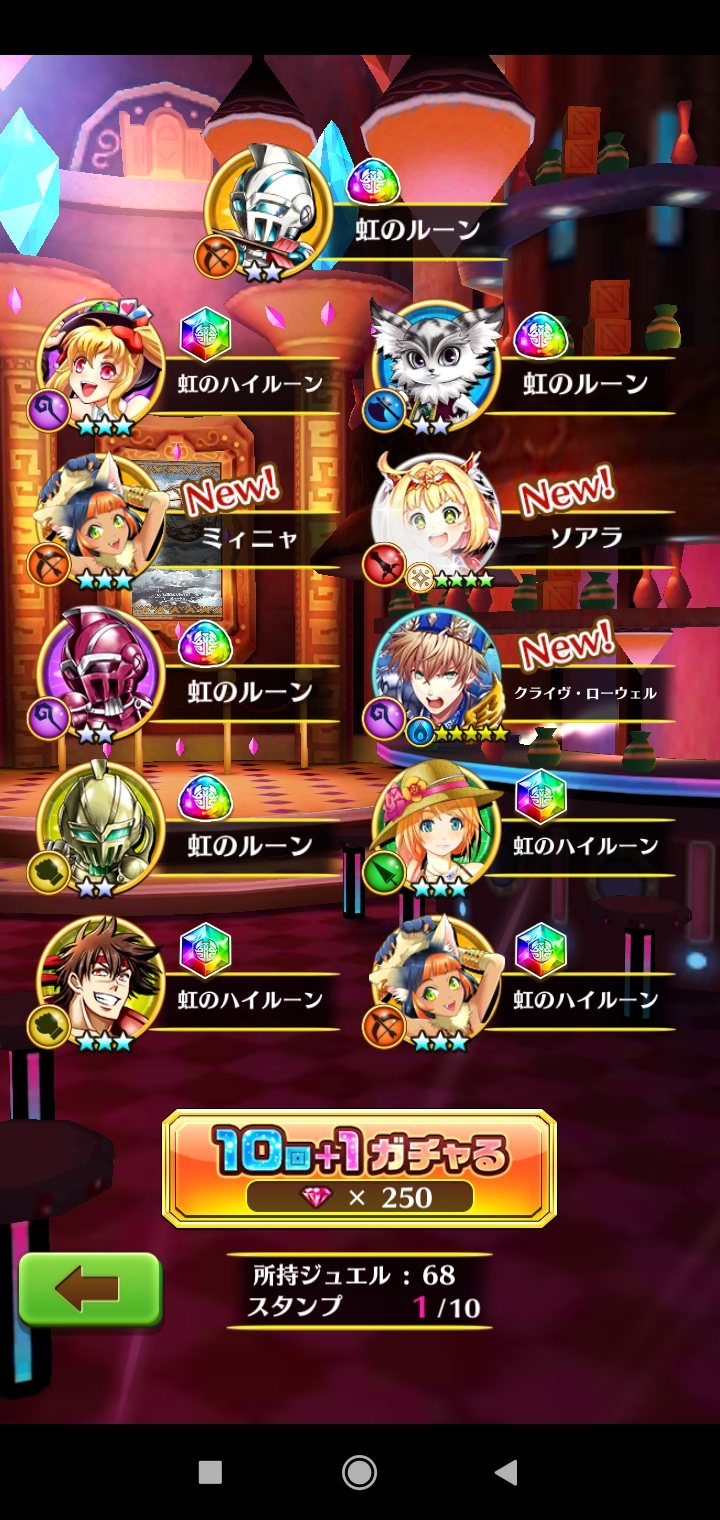 虹のルーン
虹のハイルーン
虹のルーン
New!
ミィニャ
New!
ソアラ
虹のルーン
New!
クライヴ・ローウェル
虹のルーン
虹のハイルーン
虹のハイルーン
虹のハイルーン
10回+1ガチャる
× 250
所持ジュエル : 68
スタンプ 1/10